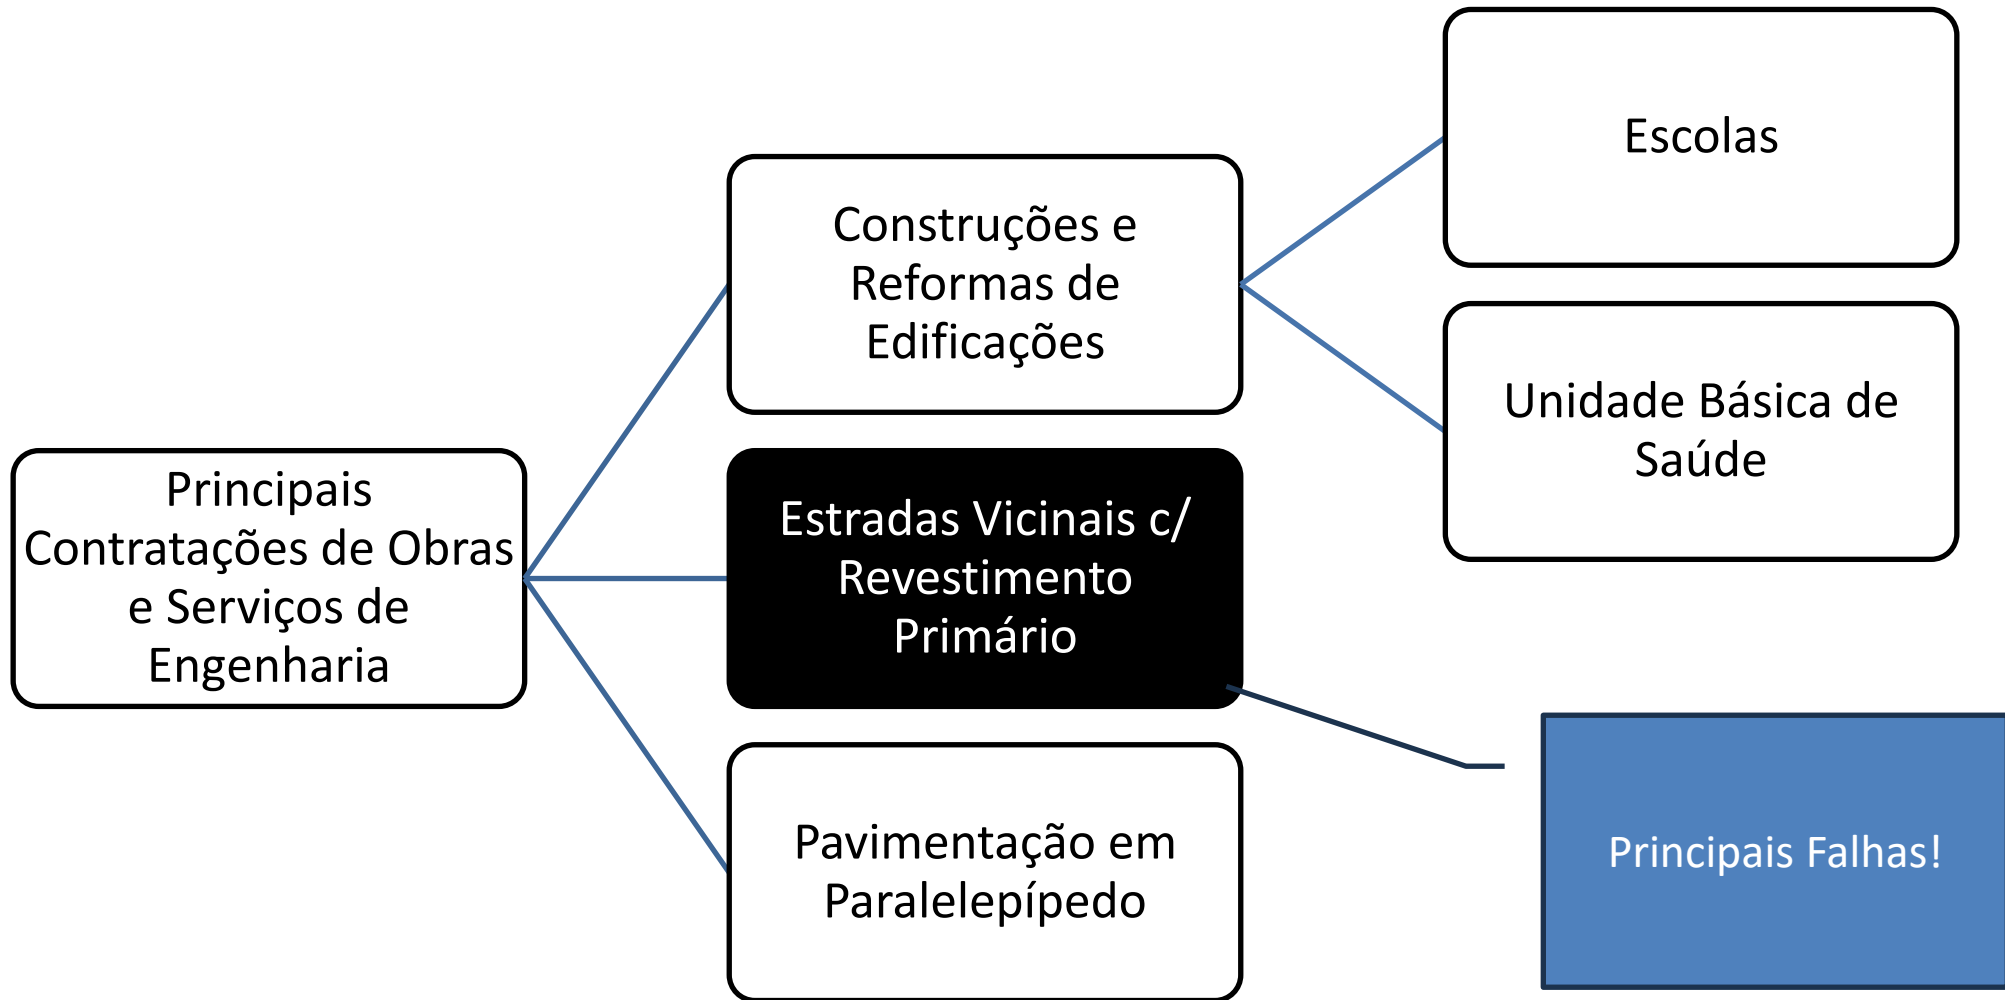 Principais
Contratações de Obras
e Serviços de
Engenharia
Construções e
Reformas de
Edificações
Estradas Vicinais c/
Revestimento
Primário
Pavimentação em
Paralelepípedo
Escolas
Unidade Básica de
Saúde
Principais Falhas!